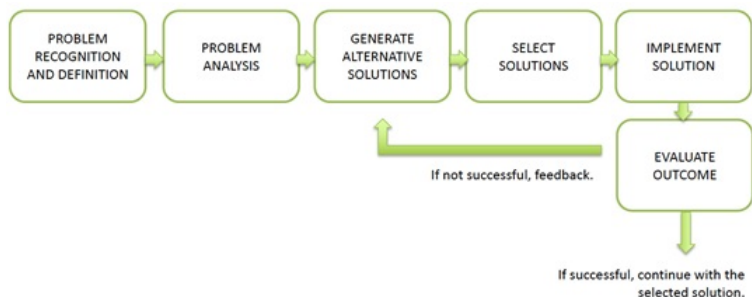 PROBLEM
RECOGNITION
AND DEFINITION
PROBLEM
ANALYSIS
GENERATE
ALTERNATIVE
SOLUTIONS
SELECT
SOLUTIONS
IMPLEMENT
SOLUTION
EVALUATE
OUTCOME
If not successful, feedback.
If successful, continue with the
selected solution.